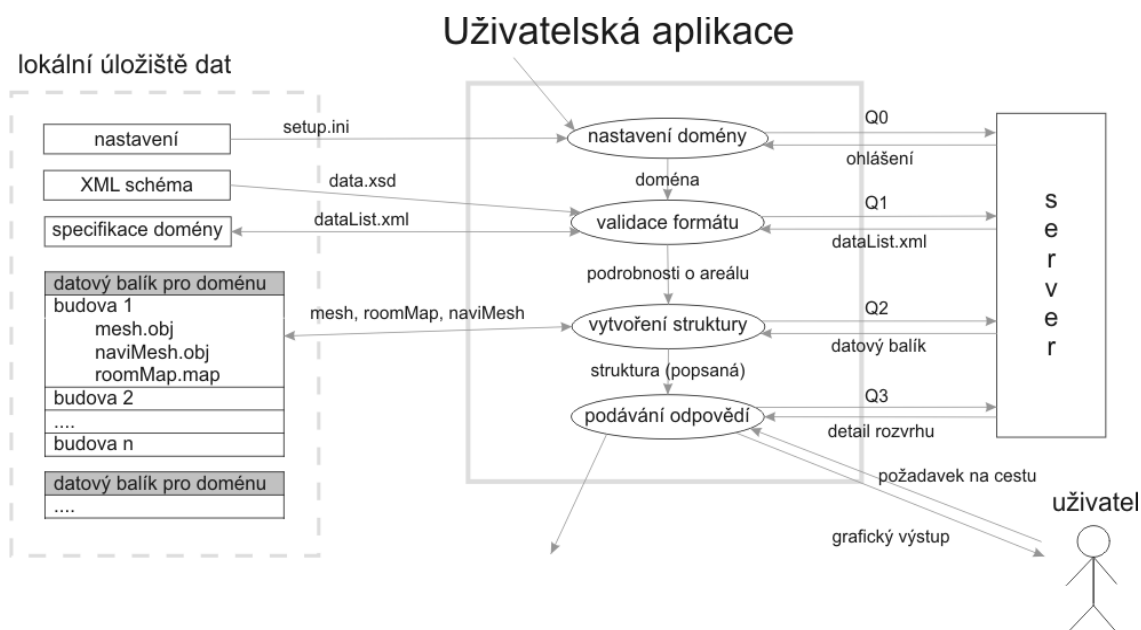 Uživatelská aplikace
lokální úložiště dat
nastavení
setup.ini
nastavení domény
Q0
ohlášení
XML schéma
data.xsd
doména
specifikace domény
dataList.xml
validace formátu
Q1
dataList.xml
datový balík pro doménu
budova 1
mesh.obj
naviMesh.obj
roomMap.map
budova 2
....
budova n
podrobnosti o areálu
mesh, roomMap, naviMesh
vytvoření struktury
Q2
datový balík
struktura (popsaná)
podávání odpovědí
Q3
detail rozvrhu
server
datový balík pro doménu
....
požadavek na cestu
grafický výstup
uživatel